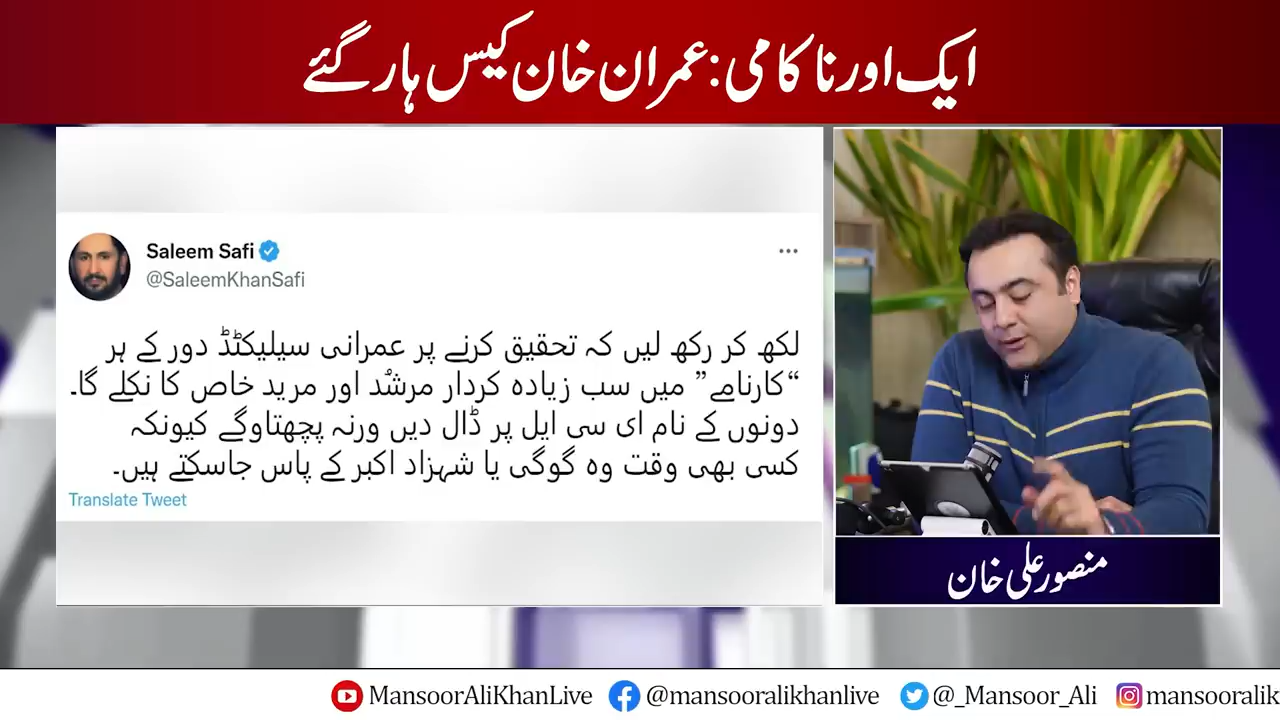 ایک اور ناکامی: عمران خان کیس ہار گئے
Saleem Safi
@SaleemKhanSafi
لکھ کر رکھ لیں کہ تحقیق کرنے پر عمرانی سیلیکٹڈ دور کے ہر
“کارنامے” میں سب زیادہ کردار مرشُد اور مرید خاص کا نکلے گا۔
دونوں کے نام ای سی ایل پر ڈال دیں ورنہ پچھتاوگے کیونکہ
کسی بھی وقت وہ گوگی یا شہزاد اکبر کے پاس جاسکتے ہیں۔
Translate Tweet
منصور علی خان
MansoorAliKhanLive @mansooralikhanlive @_Mansoor_Ali mansooralik